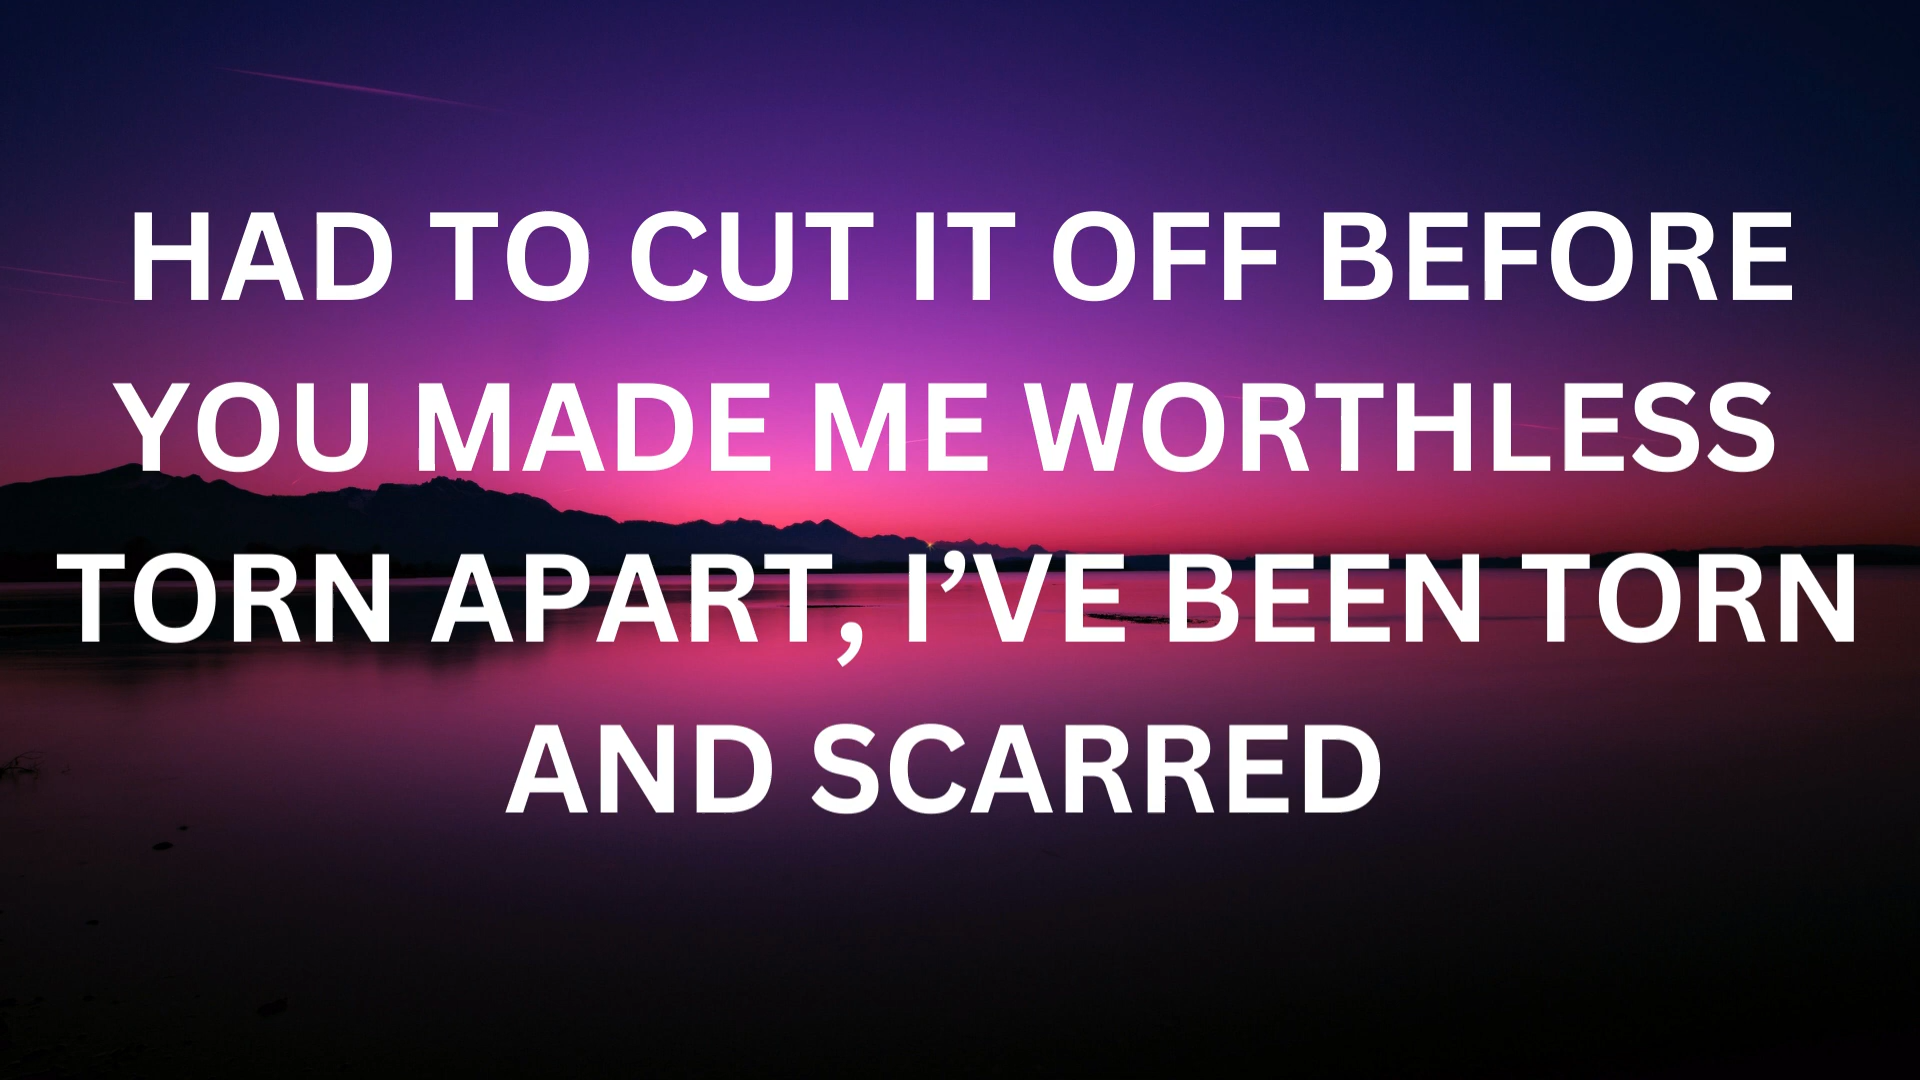 HAD TO CUT IT OFF BEFORE
YOU MADE ME WORTHLESS
TORN APART, I’VE BEEN TORN
AND SCARRED